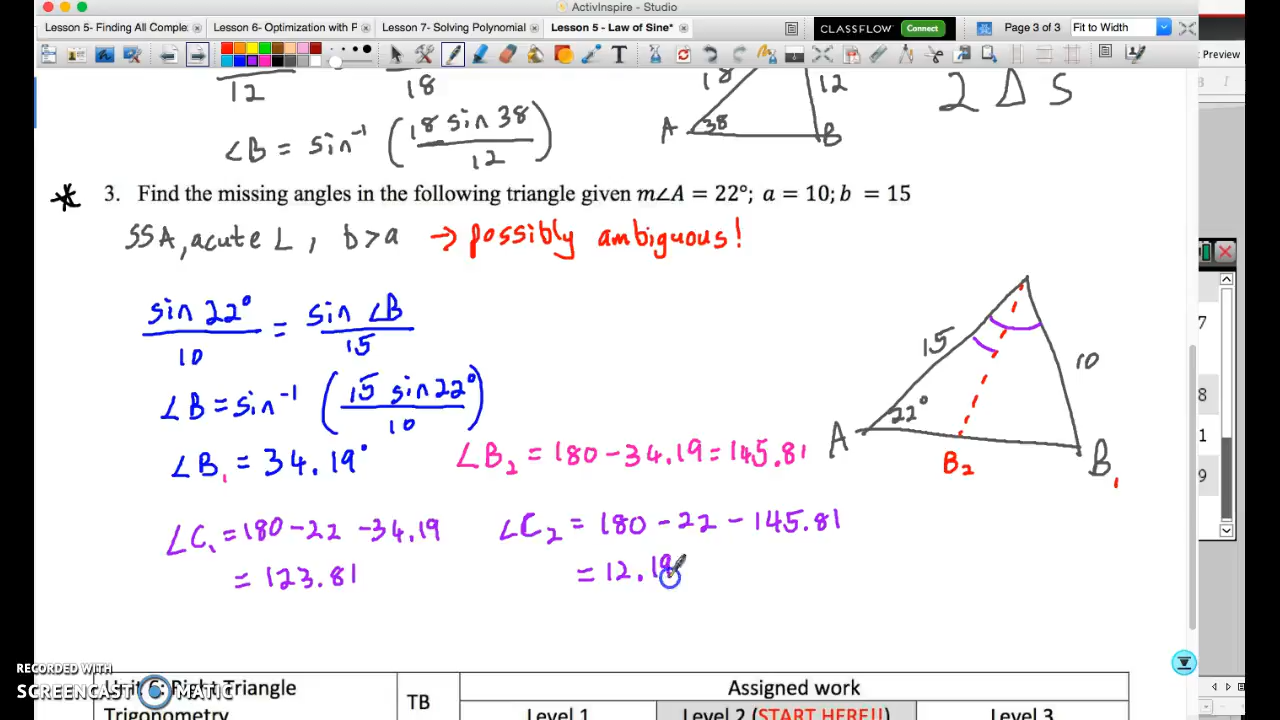 ActivInspire - Studio
Lesson 5- Finding All Comple
Lesson 6- Optimization with P
Lesson 7- Solving Polynomial
Lesson 5 - Law of Sine*
CLASSFLOW
Connect
Page 3 of 3
Fit to Width
Preview
12
18
∠B = sin⁻¹ (18 sin 38 / 12)
18
12
A
38
B
2 Δ S
* 3. Find the missing angles in the following triangle given m∠A = 22°; a = 10; b = 15
SSA, acute ∠, b > a → possibly ambiguous!
sin 22° / 10 = sin ∠B / 15
∠B = sin⁻¹ (15 sin 22° / 10)
∠B₁ = 34.19°
∠B₂ = 180 - 34.19 = 145.81
∠C₁ = 180 - 22 - 34.19
= 123.81
∠C₂ = 180 - 22 - 145.81
= 12.19
15
10
22°
A
B₂
B₁
7
8
1
9
RECORDED WITH
SCREENCAST MATIC
Unit 6: Right Triangle
Trigonometry
TB
Assigned work
Level 1
Level 2 (START HERE!!)
Level 3